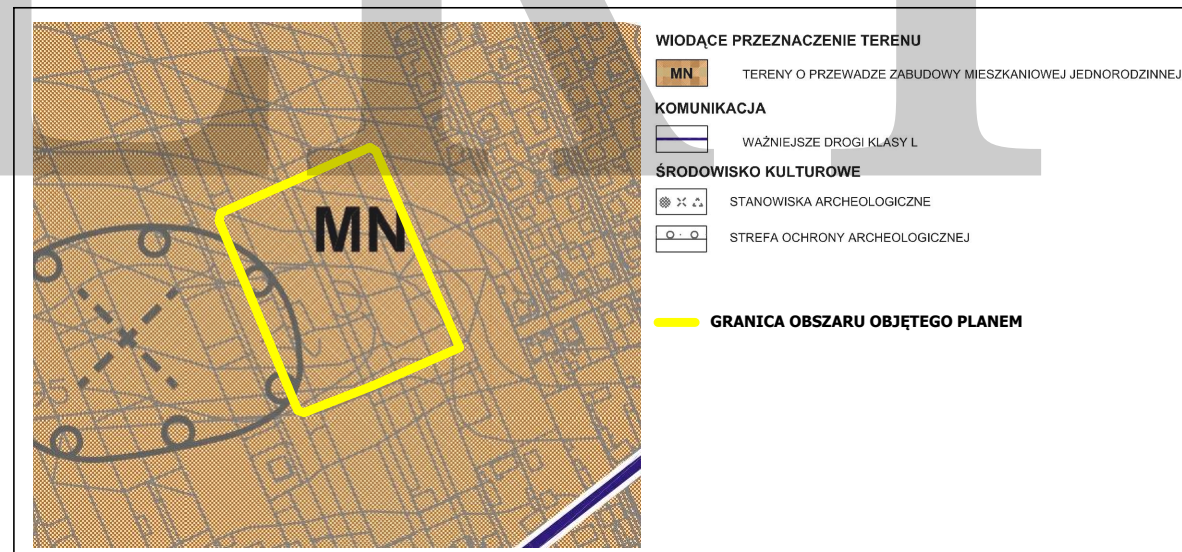 WIODĄCE PRZEZNACZENIE TERENU
MN TERENY O PRZEWADZE ZABUDOWY MIESZKANIOWEJ JEDNORODZINNEJ
KOMUNIKACJA
WAŻNIEJSZE DROGI KLASY L
ŚRODOWISKO KULTUROWE
STANOWISKA ARCHEOLOGICZNE
STREFA OCHRONY ARCHEOLOGICZNEJ
GRANICA OBSZARU OBJĘTEGO PLANEM
MN